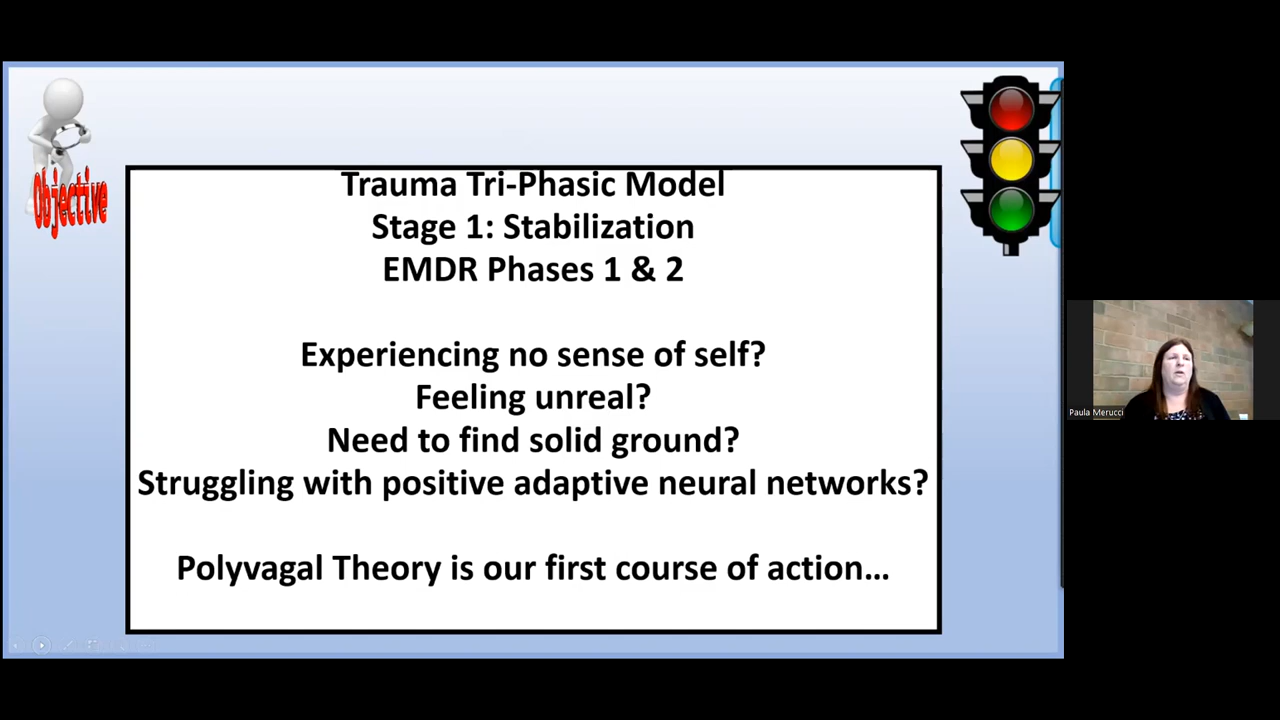 Objective
Trauma Tri-Phasic Model
Stage 1: Stabilization
EMDR Phases 1 & 2
Experiencing no sense of self?
Feeling unreal?
Need to find solid ground?
Struggling with positive adaptive neural networks?
Polyvagal Theory is our first course of action…
Paula Merucci